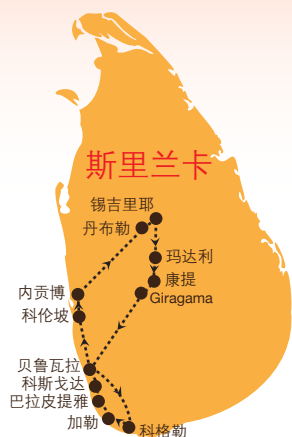 斯里兰卡
锡吉里耶
丹布勒
玛达利
康提
Giragama
内贡博
科伦坡
贝鲁瓦拉
科斯戈达
巴拉皮提雅
加勒
科格勒